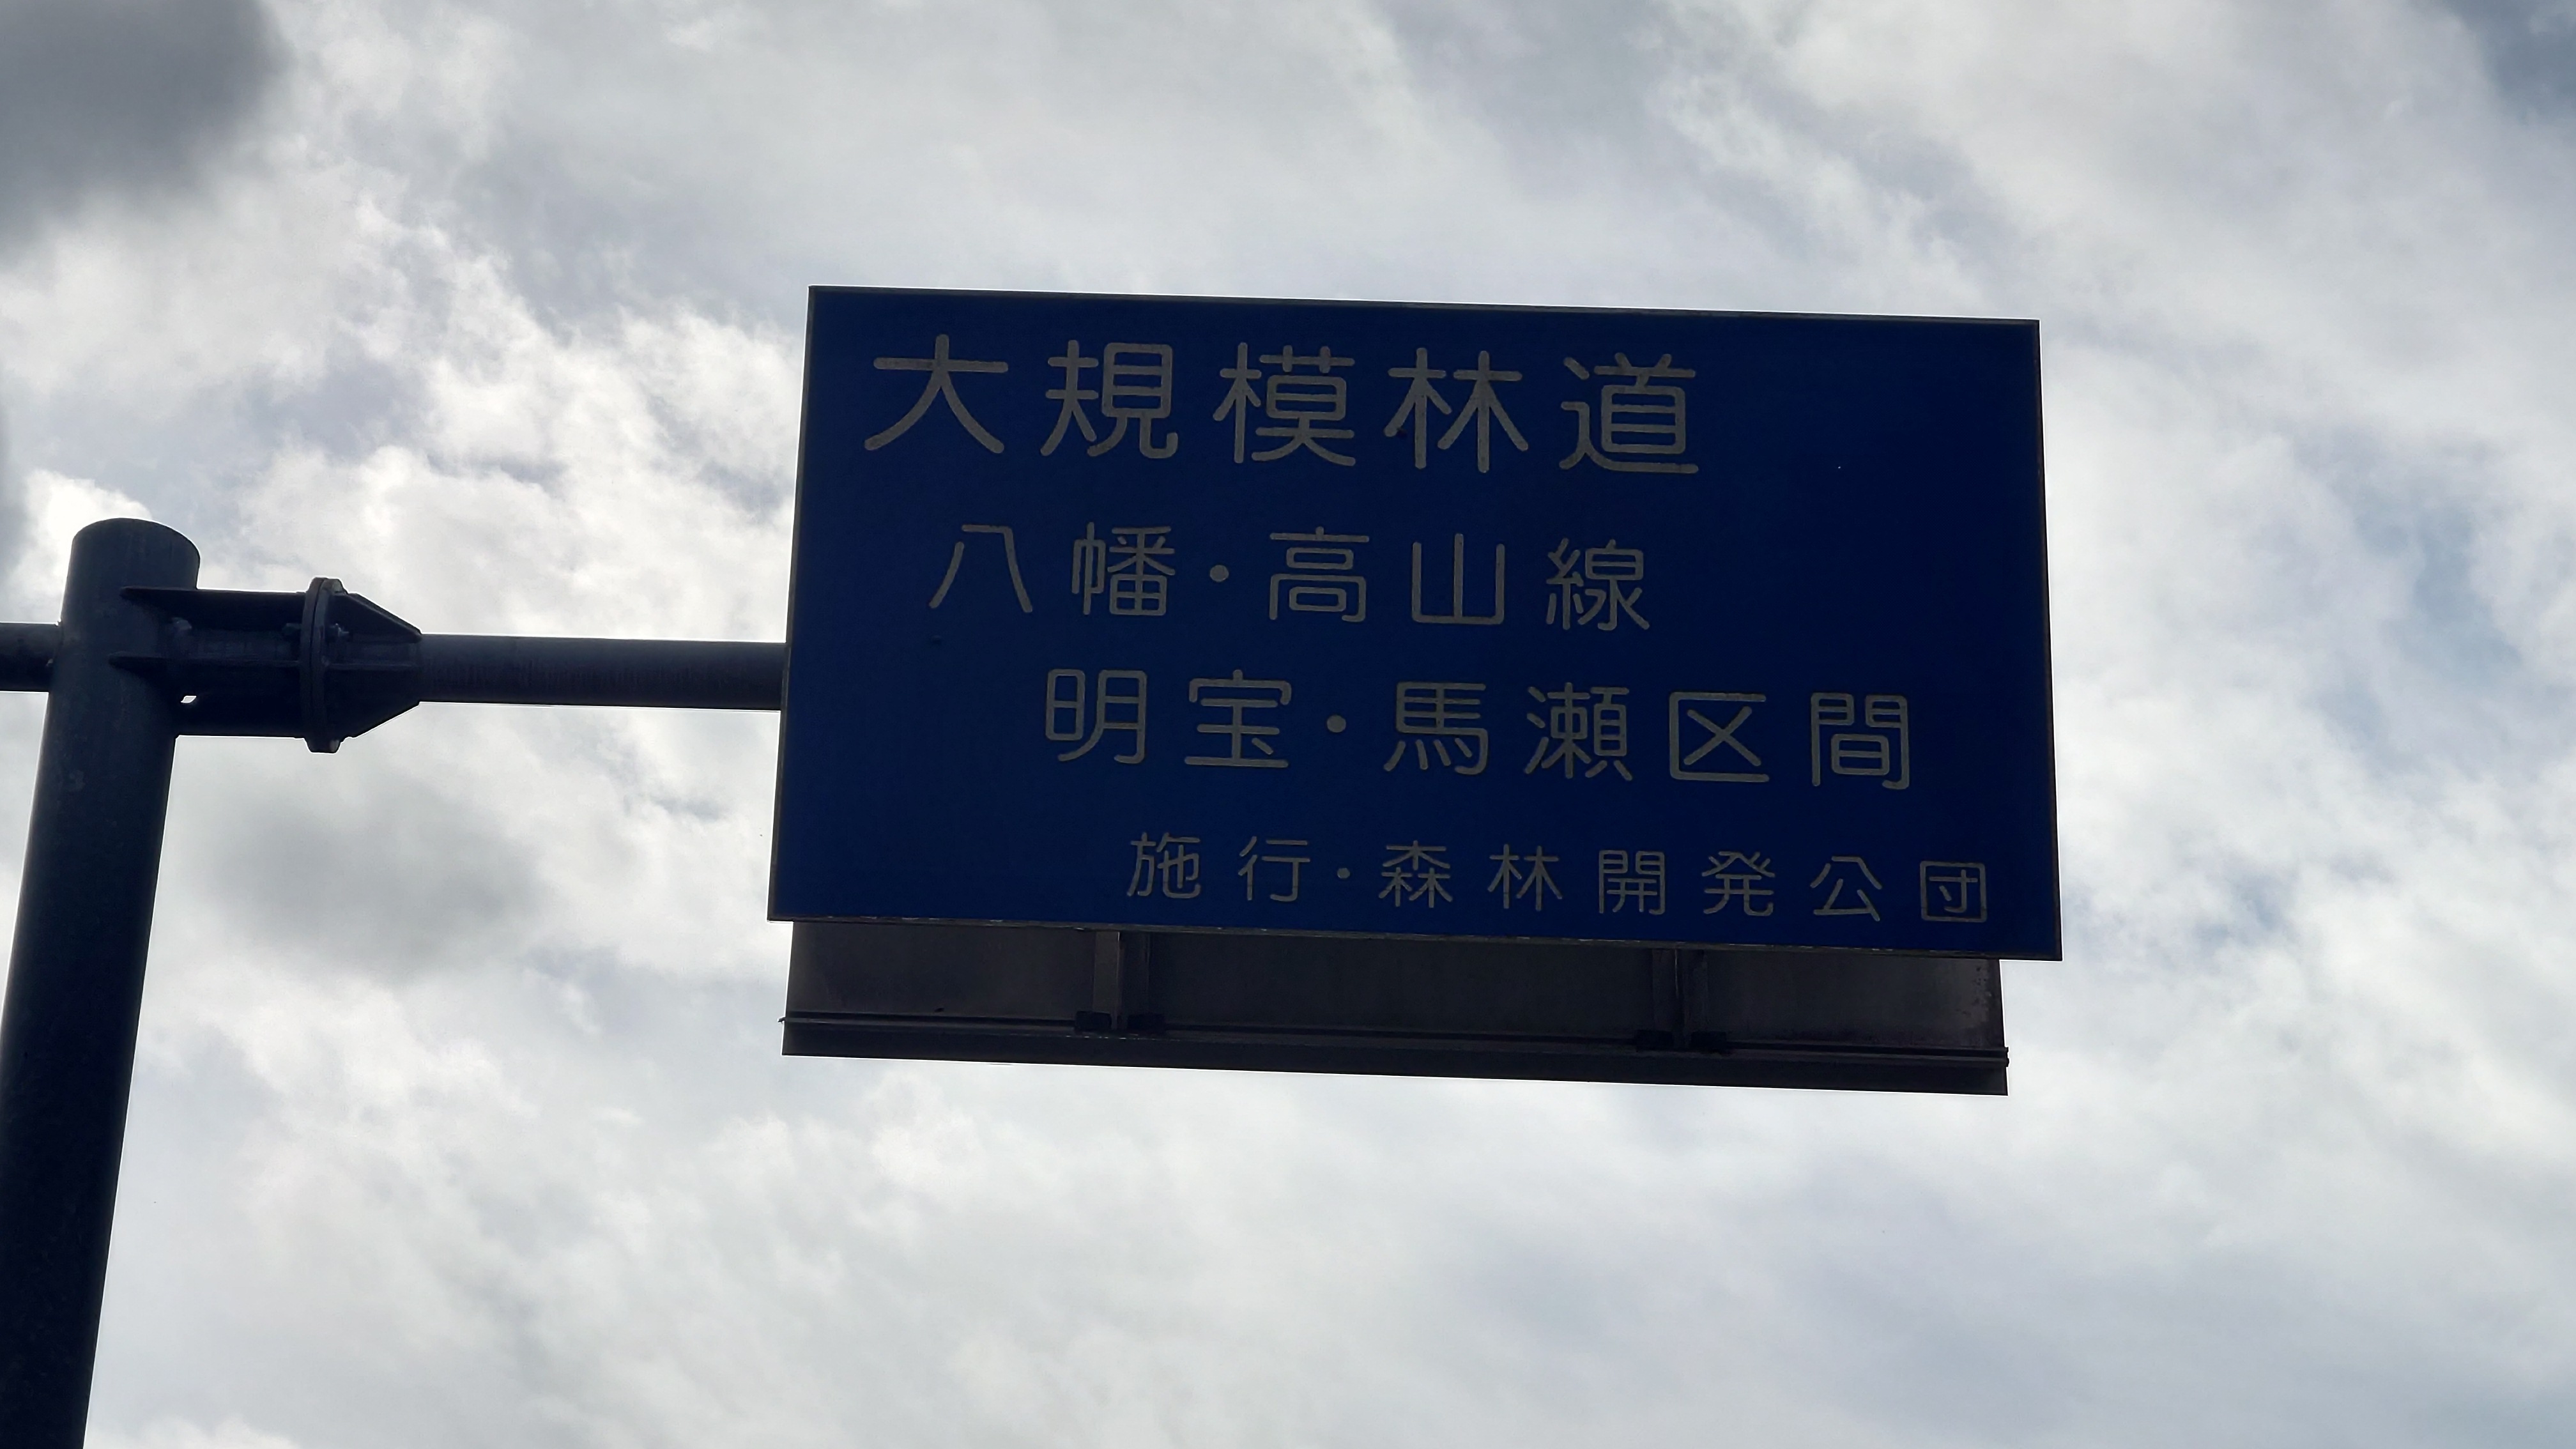 大規模林道
八幡・高山線
明宝・馬瀬区間
施行・森林開発公団